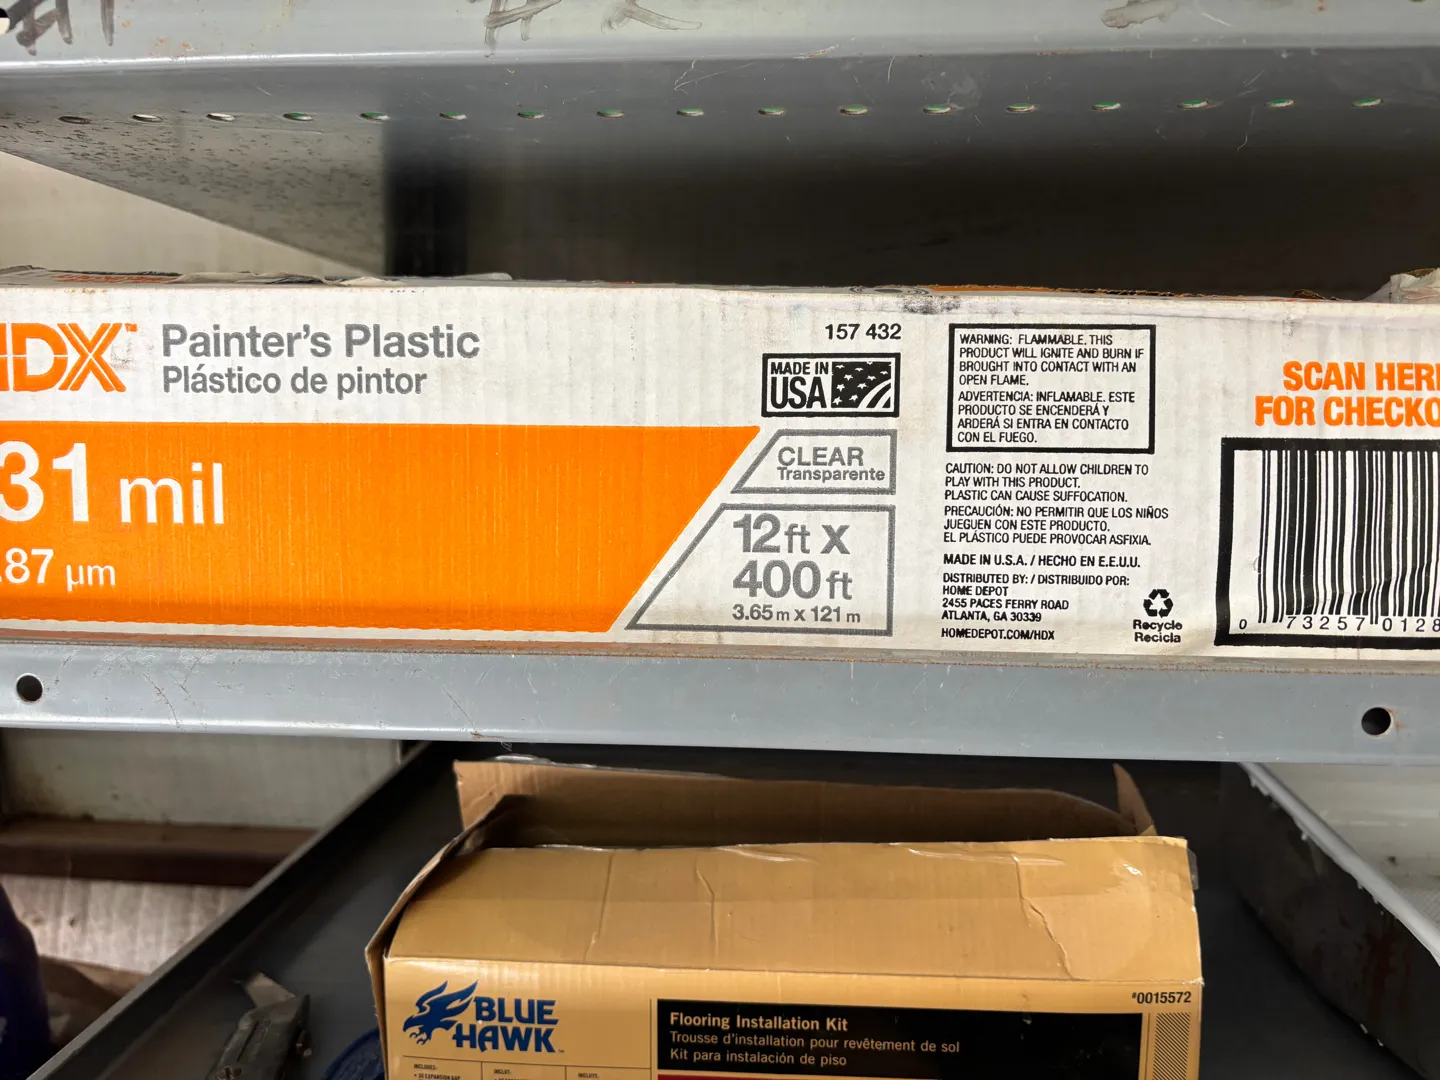 HDX™
Painter's Plastic
Plástico de pintor
31 mil
.87 µm
157 432
MADE IN
USA
CLEAR
Transparente
12 ft X
400 ft
3.65 m x 121 m
WARNING: FLAMMABLE. THIS
PRODUCT WILL IGNITE AND BURN IF
BROUGHT INTO CONTACT WITH AN
OPEN FLAME.
ADVERTENCIA: INFLAMABLE. ESTE
PRODUCTO SE ENCENDERÁ Y
ARDERÁ SI ENTRA EN CONTACTO
CON EL FUEGO.
CAUTION: DO NOT ALLOW CHILDREN TO
PLAY WITH THIS PRODUCT.
PLASTIC CAN CAUSE SUFFOCATION.
PRECAUCIÓN: NO PERMITIR QUE LOS NIÑOS
JUEGUEN CON ESTE PRODUCTO.
EL PLÁSTICO PUEDE PROVOCAR ASFIXIA.
MADE IN U.S.A. / HECHO EN E.E.U.U.
DISTRIBUTED BY: / DISTRIBUIDO POR:
HOME DEPOT
2455 PACES FERRY ROAD
ATLANTA, GA 30339
HOMEDEPOT.COM/HDX
Recycle
Recicla
SCAN HER
FOR CHECKO
0 73257 0128
BLUE
HAWK™
#0015572
Flooring Installation Kit
Trousse d'installation pour revêtement de sol
Kit para instalación de piso
INCLUDES: